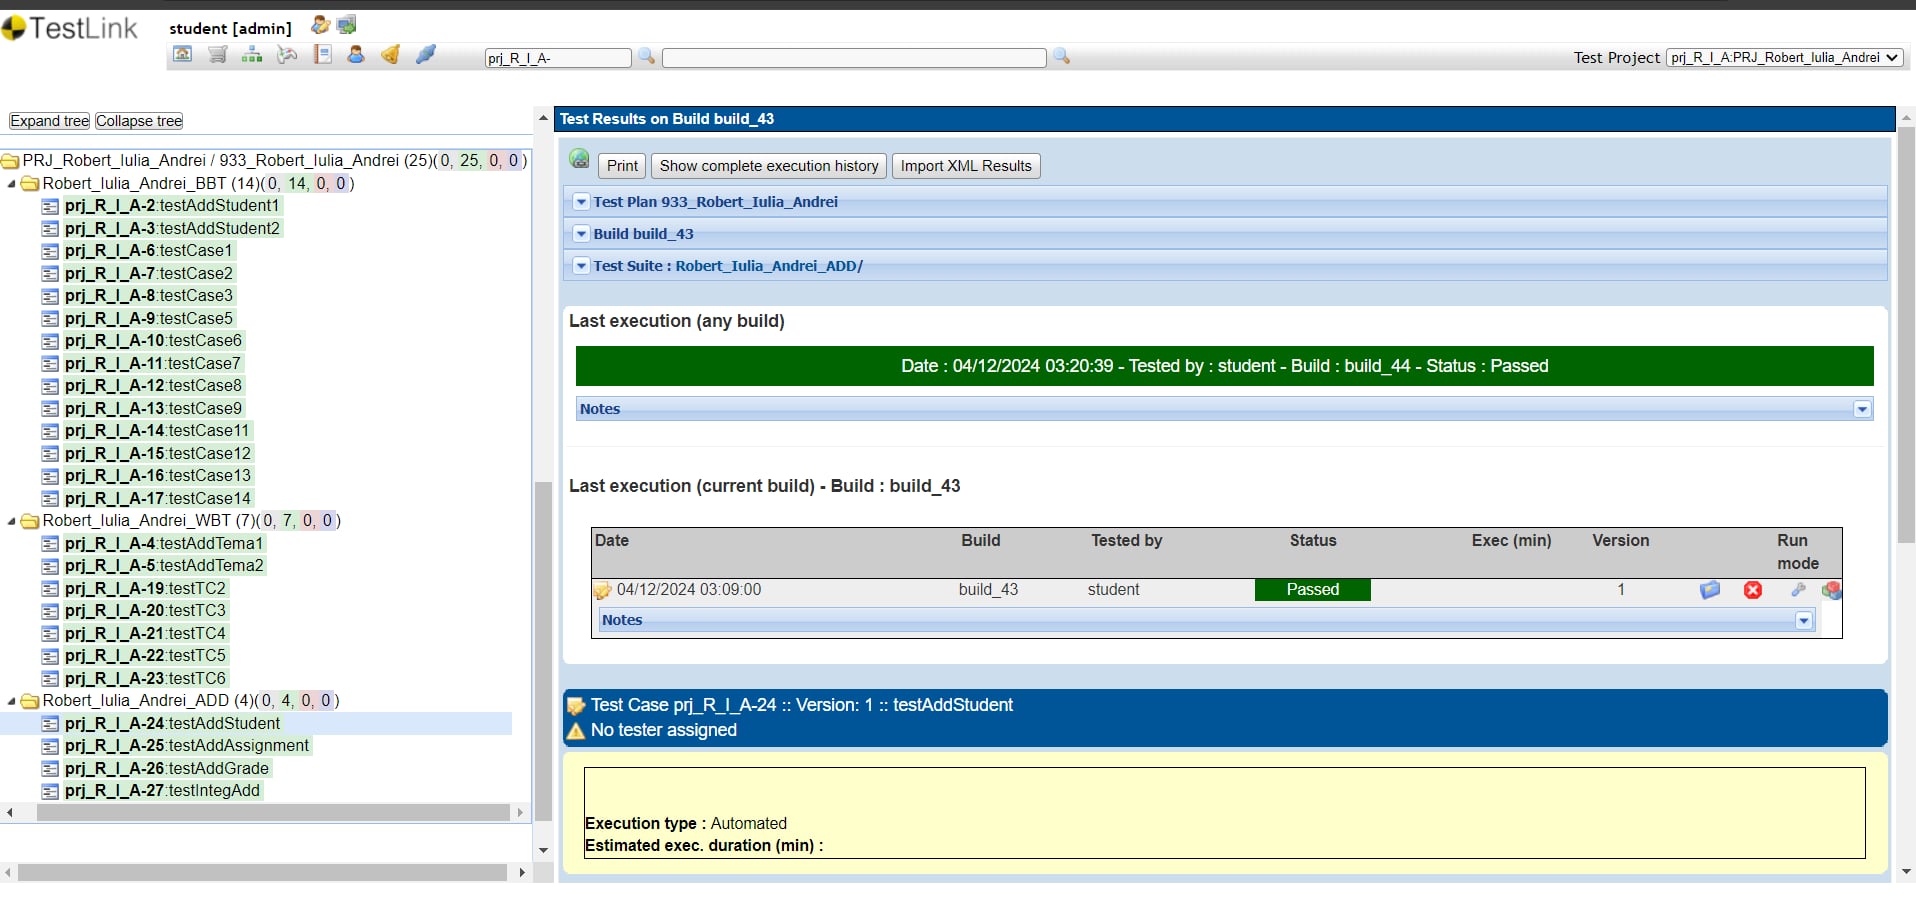 TestLink
student [admin]
prj_R_I_A-
Test Project prj_R_I_A:PRJ_Robert_Iulia_Andrei
Expand tree Collapse tree
PRJ_Robert_Iulia_Andrei / 933_Robert_Iulia_Andrei (25)(0, 25, 0, 0)
Robert_Iulia_Andrei_BBT (14)(0, 14, 0, 0)
prj_R_I_A-2:testAddStudent1
prj_R_I_A-3:testAddStudent2
prj_R_I_A-6:testCase1
prj_R_I_A-7:testCase2
prj_R_I_A-8:testCase3
prj_R_I_A-9:testCase5
prj_R_I_A-10:testCase6
prj_R_I_A-11:testCase7
prj_R_I_A-12:testCase8
prj_R_I_A-13:testCase9
prj_R_I_A-14:testCase11
prj_R_I_A-15:testCase12
prj_R_I_A-16:testCase13
prj_R_I_A-17:testCase14
Robert_Iulia_Andrei_WBT (7)(0, 7, 0, 0)
prj_R_I_A-4:testAddTema1
prj_R_I_A-5:testAddTema2
prj_R_I_A-19:testTC2
prj_R_I_A-20:testTC3
prj_R_I_A-21:testTC4
prj_R_I_A-22:testTC5
prj_R_I_A-23:testTC6
Robert_Iulia_Andrei_ADD (4)(0, 4, 0, 0)
prj_R_I_A-24:testAddStudent
prj_R_I_A-25:testAddAssignment
prj_R_I_A-26:testAddGrade
prj_R_I_A-27:testIntegAdd
Test Results on Build build_43
Print Show complete execution history Import XML Results
Test Plan 933_Robert_Iulia_Andrei
Build build_43
Test Suite : Robert_Iulia_Andrei_ADD/
Last execution (any build)
Date : 04/12/2024 03:20:39 - Tested by : student - Build : build_44 - Status : Passed
Notes
Last execution (current build) - Build : build_43
Date Build Tested by Status Exec (min) Version Run mode
04/12/2024 03:09:00 build_43 student Passed 1
Notes
Test Case prj_R_I_A-24 :: Version: 1 :: testAddStudent
No tester assigned
Execution type : Automated
Estimated exec. duration (min) :